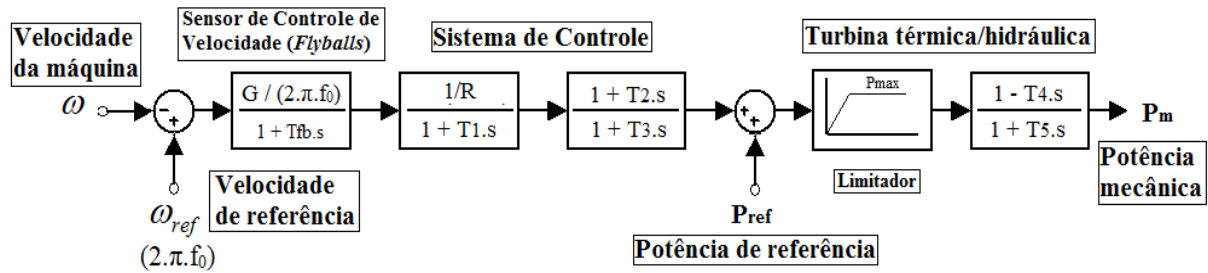 Velocidade
da máquina
ω
ω_ref
(2.π.f₀)
Velocidade
de referência
Sensor de Controle de
Velocidade (Flyballs)
G / (2.π.f₀)
1 + Tfb.s
Sistema de Controle
1/R
1 + T1.s
1 + T2.s
1 + T3.s
Pref
Potência de referência
Turbina térmica/hidráulica
Pmax
Limitador
1 - T4.s
1 + T5.s
Pm
Potência
mecânica